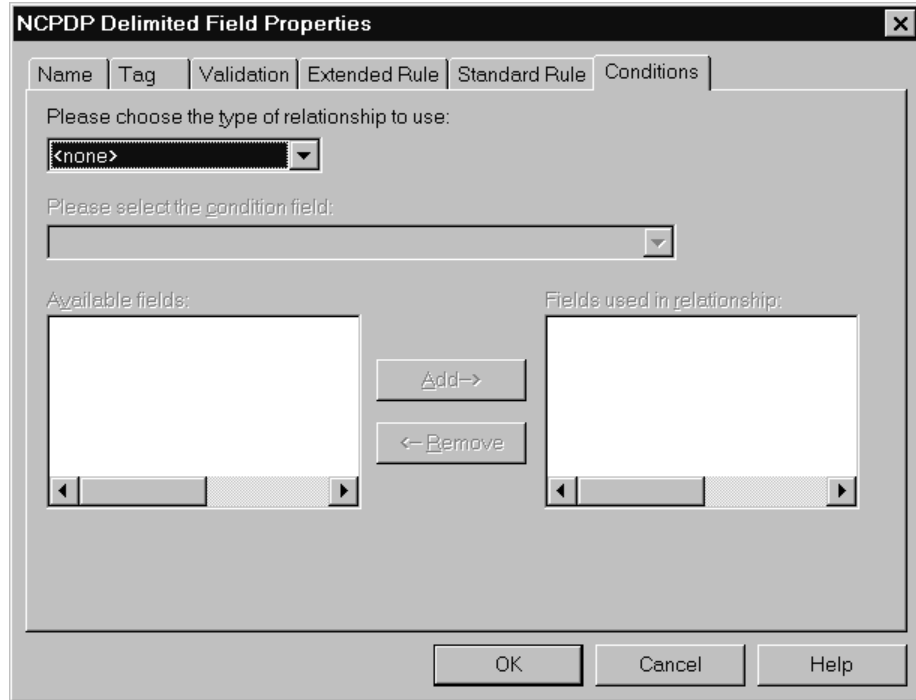 NCPDP Delimited Field Properties
Name Tag Validation Extended Rule Standard Rule Conditions
Please choose the type of relationship to use:
<none>
Please select the condition field:
Available fields: Fields used in relationship:
Add-->
<-- Remove
OK Cancel Help